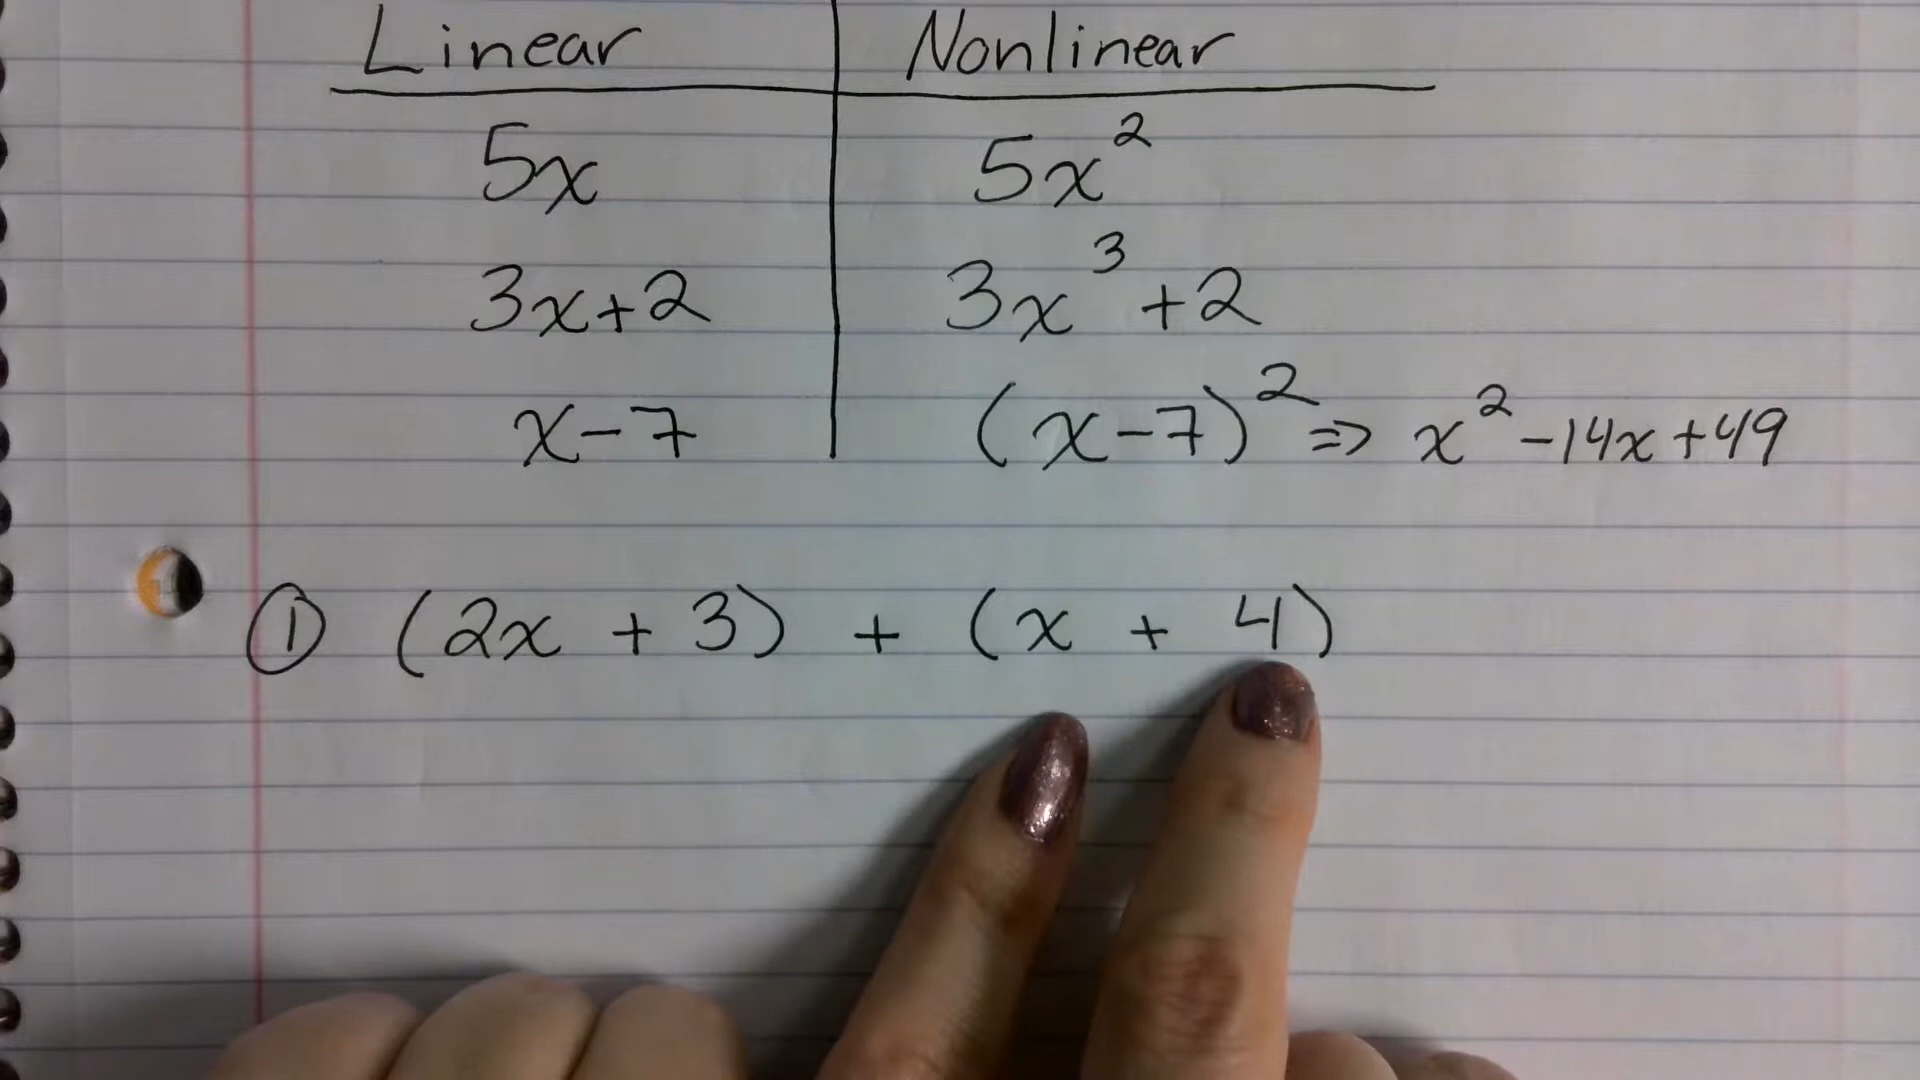 Linear Nonlinear
5x 5x²
3x+2 3x³+2
x-7 (x-7)² ⇒ x²-14x+49
① (2x + 3) + (x + 4)